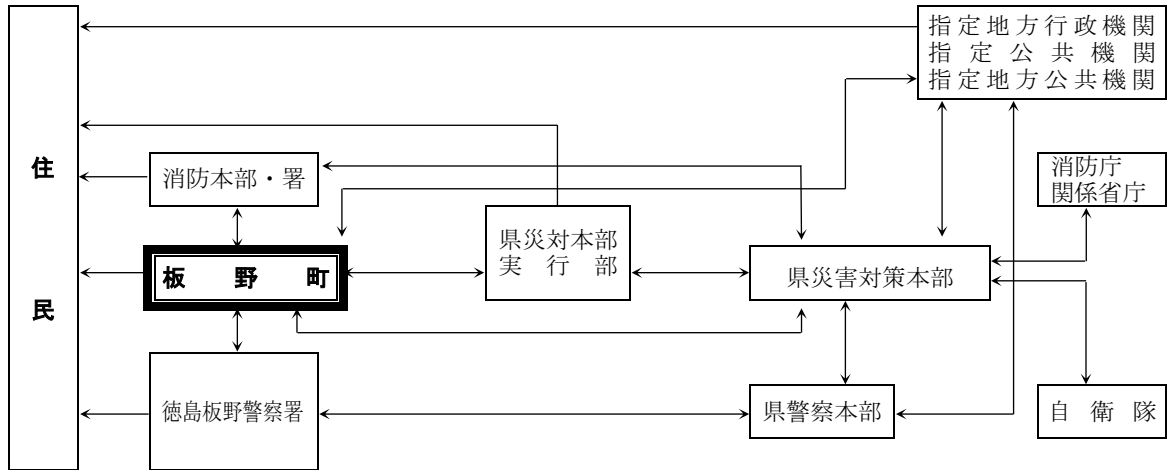 指定地方行政機関
指定公共機関
指定地方公共機関
住民
消防本部・署
消防庁
関係省庁
県災対本部
実行部
板野町
県災害対策本部
徳島板野警察署
県警察本部
自衛隊